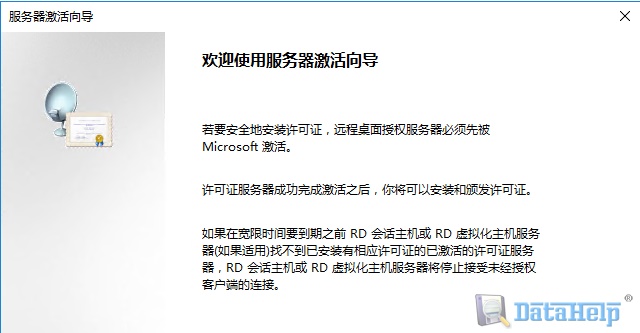 服务器激活向导
欢迎使用服务器激活向导
若要安全地安装许可证，远程桌面授权服务器必须先被
Microsoft 激活。
许可证服务器成功完成激活之后，你将可以安装和颁发许可证。
如果在宽限时间要到期之前 RD 会话主机或 RD 虚拟化主机服务
器(如果适用)找不到已安装有相应许可证的已激活的许可证服务
器，RD 会话主机或 RD 虚拟化主机服务器将停止接受未经授权
客户端的连接。
DataHelp®